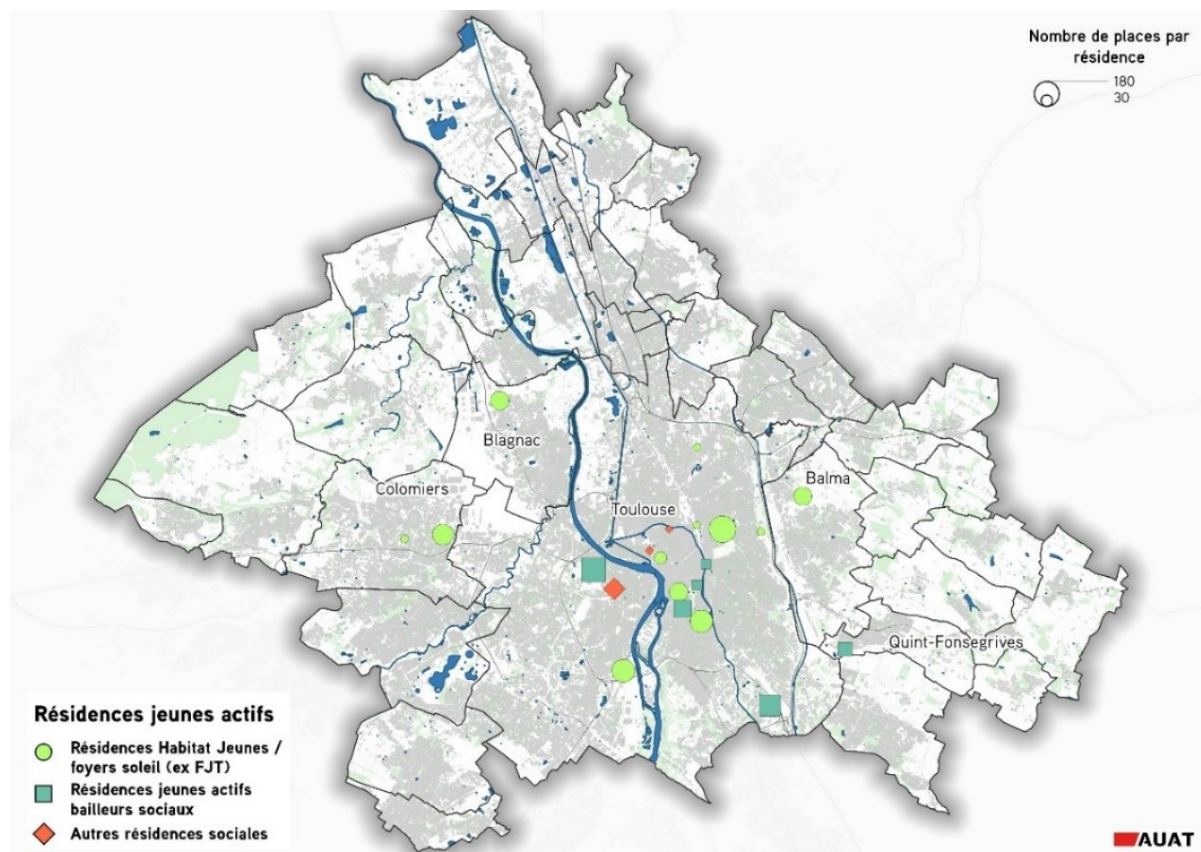 Nombre de places par
résidence
180
30
Blagnac
Colomiers
Balma
Toulouse
Quint-Fonsegrives
Résidences jeunes actifs
Résidences Habitat Jeunes /
foyers soleil (ex FJT)
Résidences jeunes actifs
bailleurs sociaux
Autres résidences sociales
AUAT